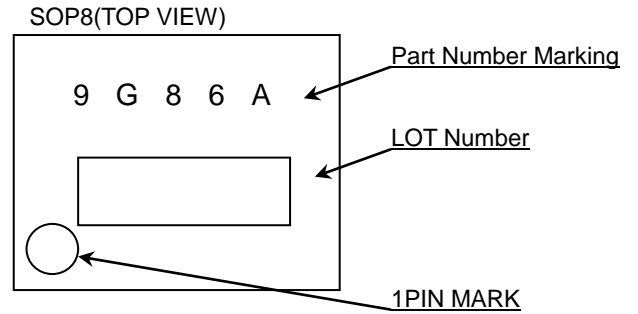 SOP8(TOP VIEW)
Part Number Marking
9 G 8 6 A
LOT Number
1PIN MARK